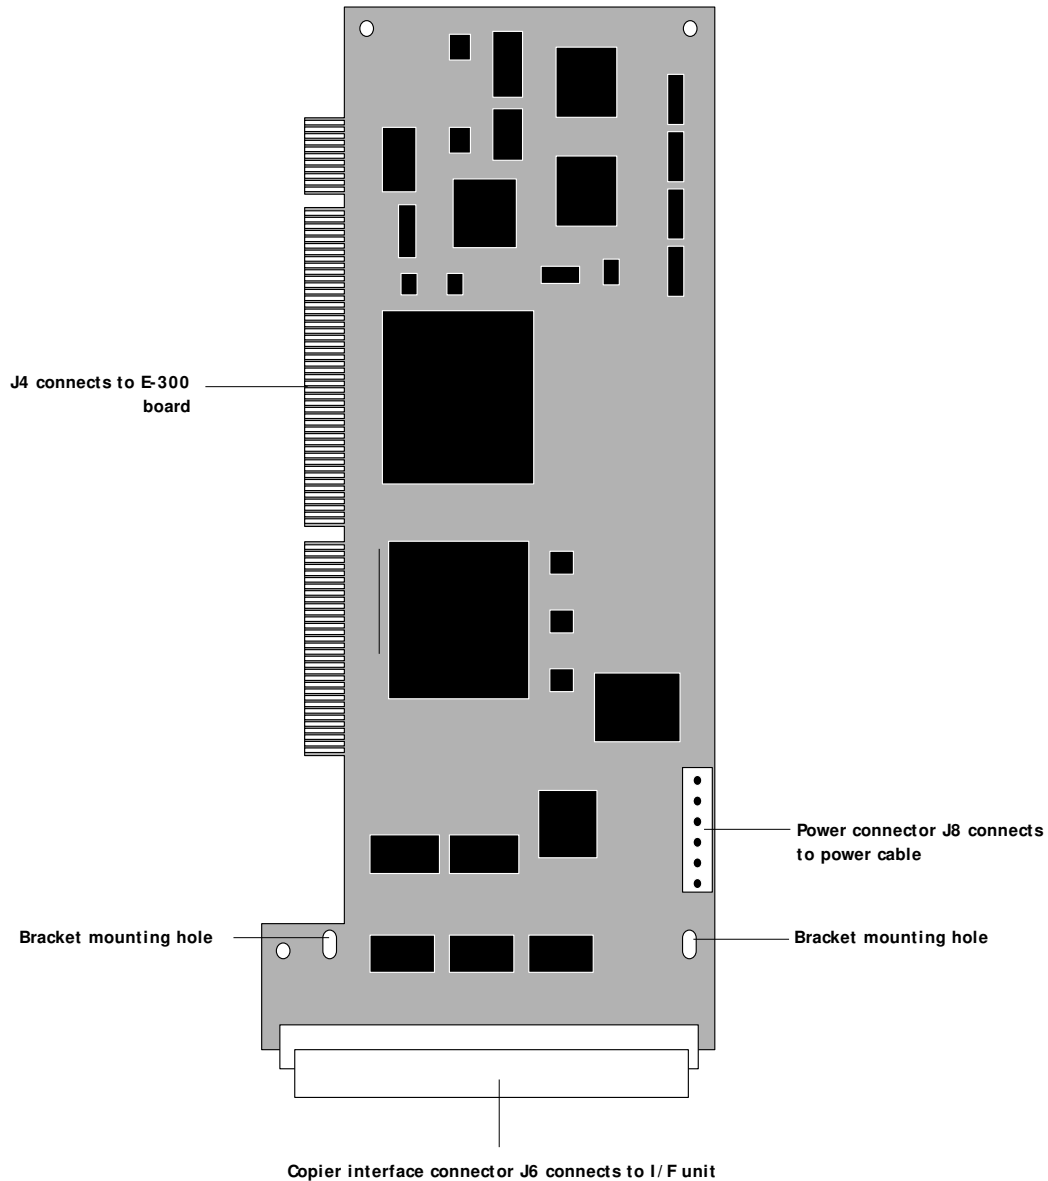 J4 connects to E-300
board
Power connector J8 connects
to power cable
Bracket mounting hole
Bracket mounting hole
Copier interface connector J6 connects to I/F unit